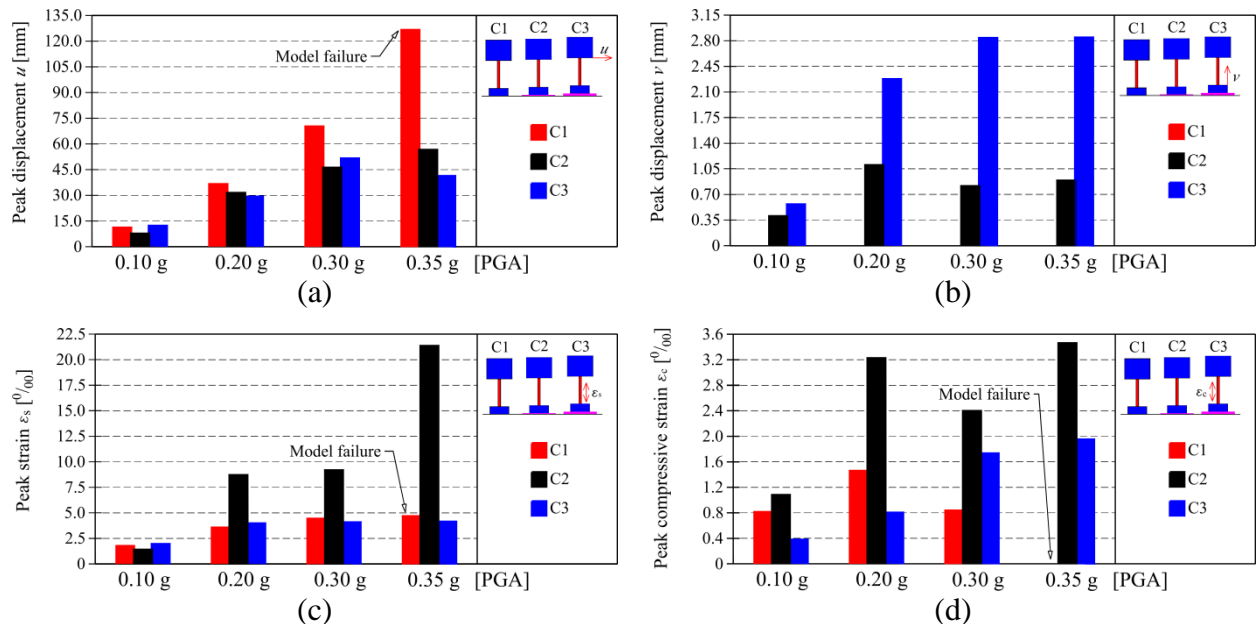 Peak displacement u [mm]
135.0
120.0
105.0
90.0
75.0
60.0
45.0
30.0
15.0
0
Model failure
C1 C2 C3
u
C1
C2
C3
0.10 g 0.20 g 0.30 g 0.35 g [PGA]
(a)
Peak displacement v [mm]
3.15
2.80
2.45
2.10
1.75
1.40
1.05
0.70
0.35
0
C1 C2 C3
v
C1
C2
C3
0.10 g 0.20 g 0.30 g 0.35 g [PGA]
(b)
Peak strain εs [0/00]
22.5
20.0
17.5
15.0
12.5
10.0
7.5
5.0
2.5
0
Model failure
C1 C2 C3
εs
C1
C2
C3
0.10 g 0.20 g 0.30 g 0.35 g [PGA]
(c)
Peak compressive strain εc [0/00]
3.6
3.2
2.8
2.4
2.0
1.6
1.2
0.8
0.4
0
Model failure
C1 C2 C3
εc
C1
C2
C3
0.10 g 0.20 g 0.30 g 0.35 g [PGA]
(d)